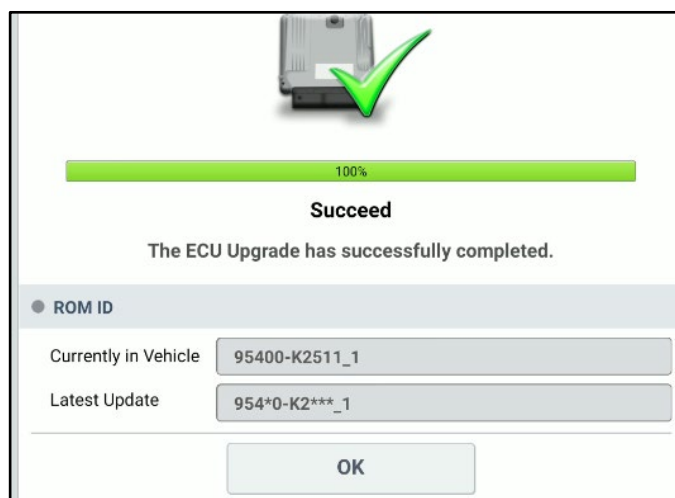 100%
Succeed
The ECU Upgrade has successfully completed.
ROM ID
Currently in Vehicle 95400-K2511_1
Latest Update 954*0-K2***_1
OK